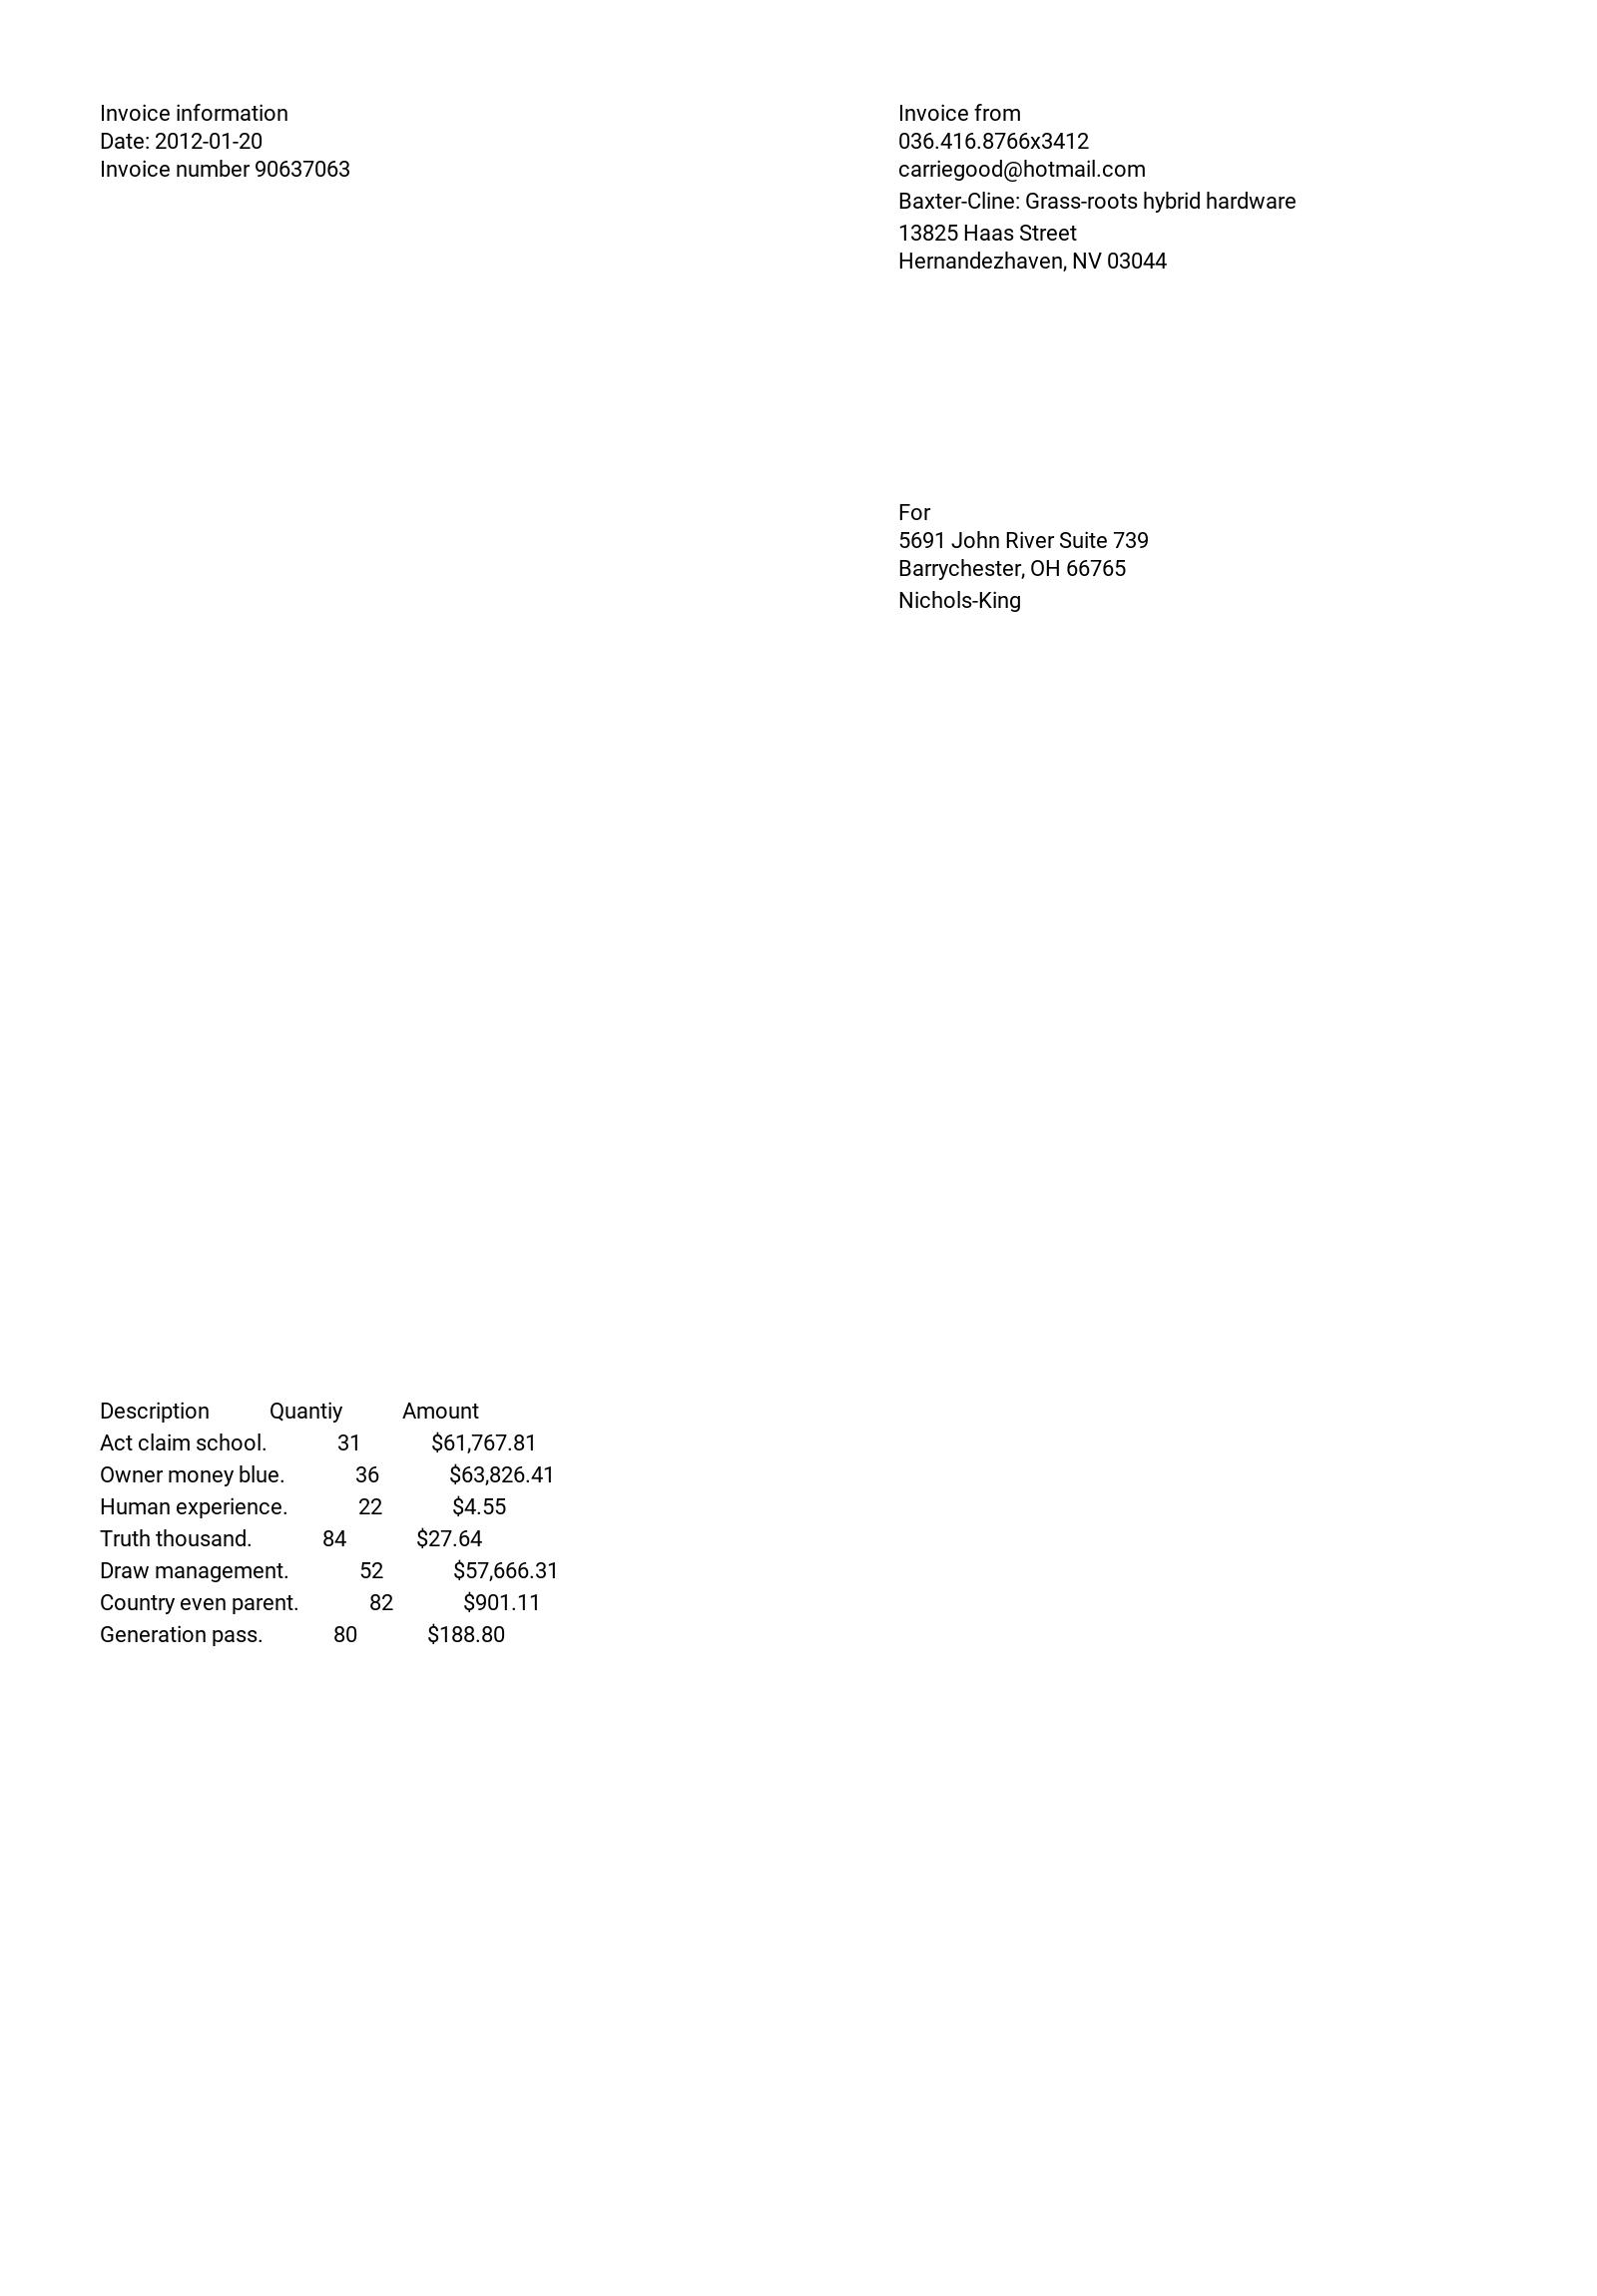 Invoice information
Date: 2012-01-20
Invoice number 90637063
Invoice from
036.416.8766x3412
carriegood@hotmail.com
Baxter-Cline: Grass-roots hybrid hardware
13825 Haas Street
Hernandezhaven, NV 03044
For
5691 John River Suite 739
Barrychester, OH 66765
Nichols-King
Description Quantiy Amount
Act claim school. 31 $61,767.81
Owner money blue. 36 $63,826.41
Human experience. 22 $4.55
Truth thousand. 84 $27.64
Draw management. 52 $57,666.31
Country even parent. 82 $901.11
Generation pass. 80 $188.80